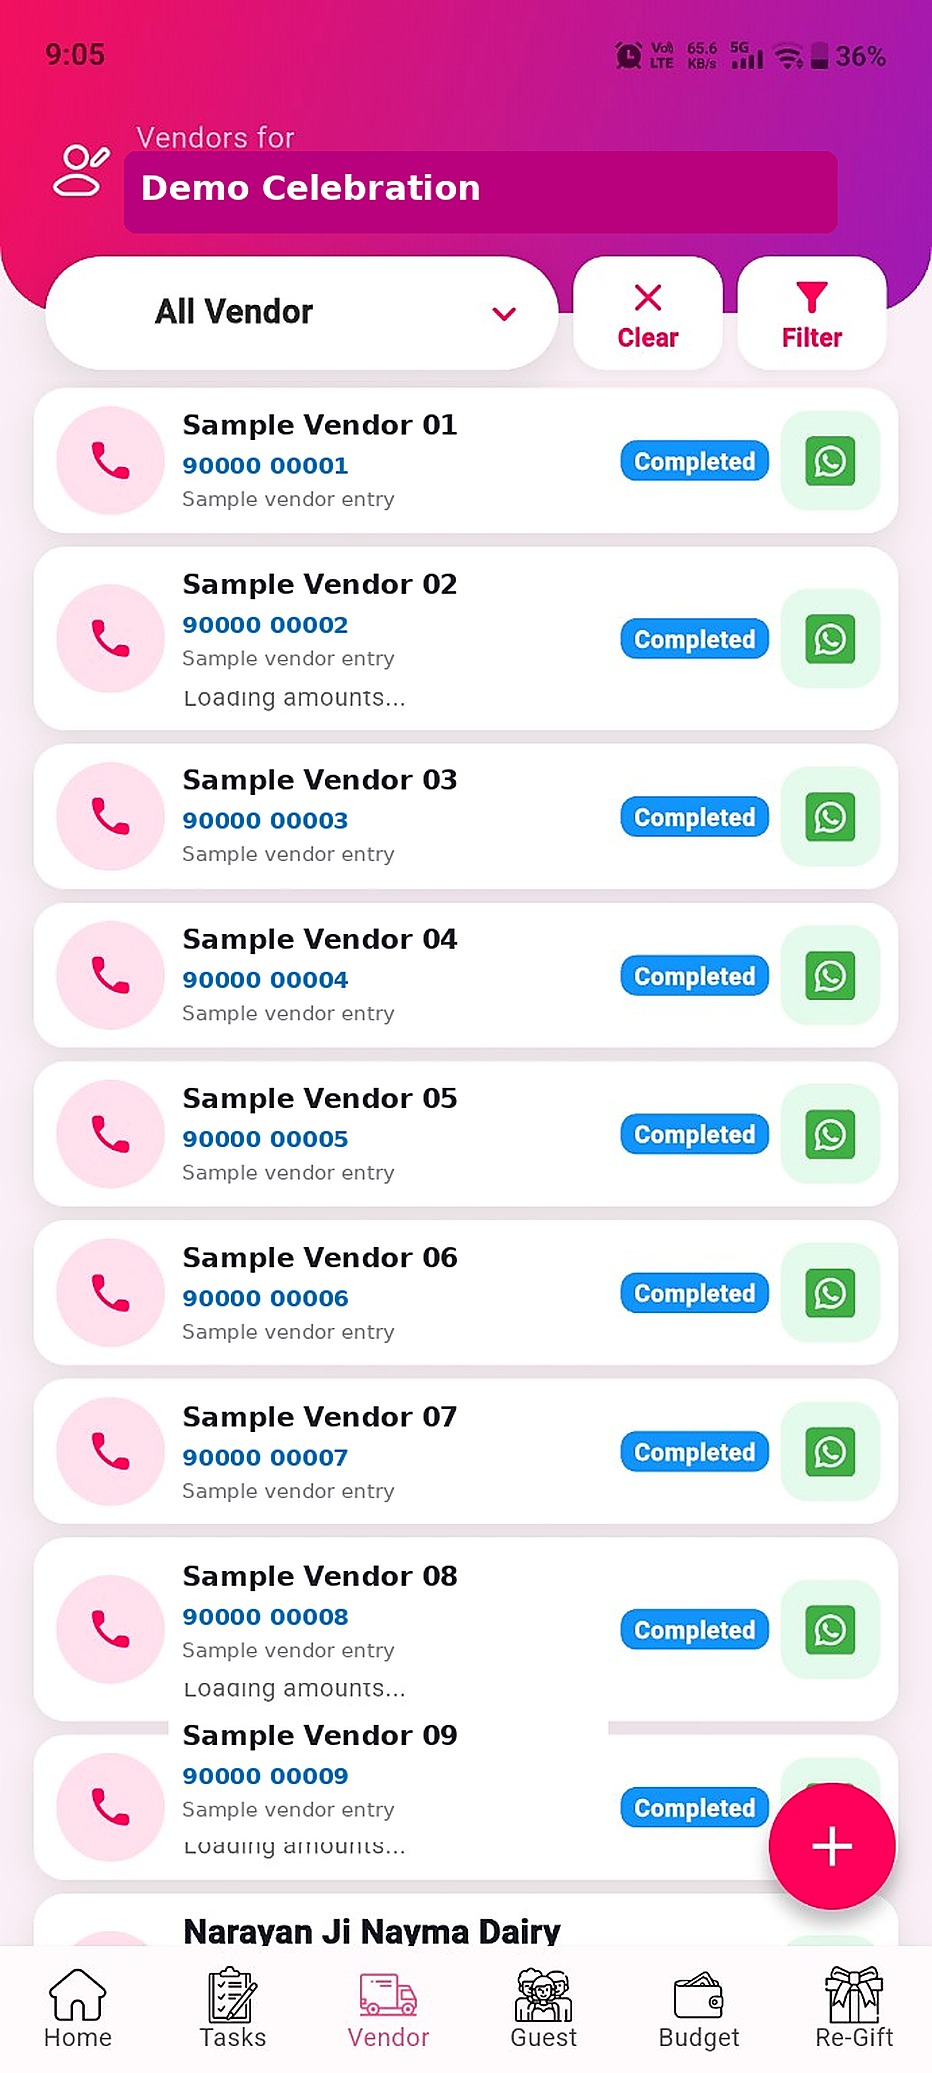 9:05
Vo)) LTE
65.6 KB/s
5G
36%
Vendors for
Demo Celebration
All Vendor
Clear
Filter
Sample Vendor 01
90000 00001
Sample vendor entry
Completed
Sample Vendor 02
90000 00002
Sample vendor entry
Loading amounts...
Completed
Sample Vendor 03
90000 00003
Sample vendor entry
Completed
Sample Vendor 04
90000 00004
Sample vendor entry
Completed
Sample Vendor 05
90000 00005
Sample vendor entry
Completed
Sample Vendor 06
90000 00006
Sample vendor entry
Completed
Sample Vendor 07
90000 00007
Sample vendor entry
Completed
Sample Vendor 08
90000 00008
Sample vendor entry
Loading amounts...
Completed
Sample Vendor 09
90000 00009
Sample vendor entry
Loading amounts...
Completed
Narayan Ji Nayma Dairy
Home
Tasks
Vendor
Guest
Budget
Re-Gift